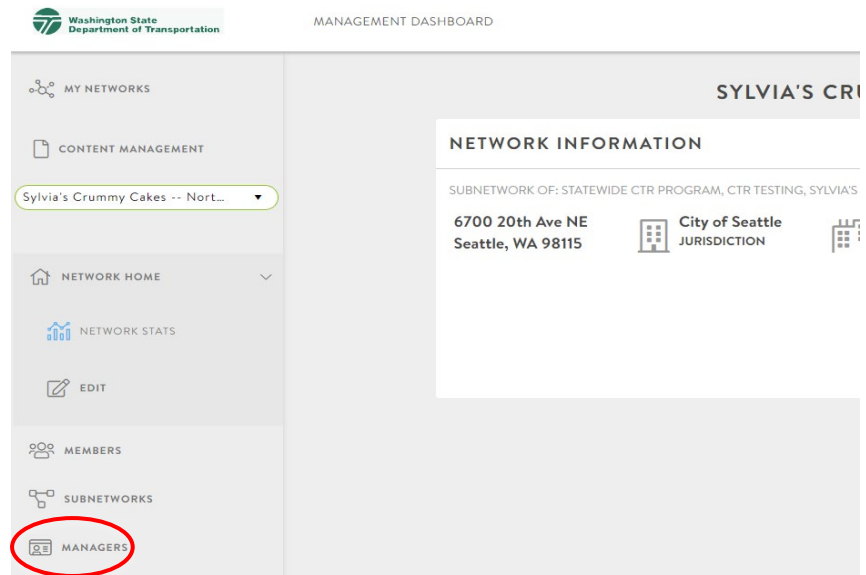 Washington State
Department of Transportation
MANAGEMENT DASHBOARD
MY NETWORKS
CONTENT MANAGEMENT
Sylvia's Crummy Cakes -- Nort...
NETWORK HOME
NETWORK STATS
EDIT
MEMBERS
SUBNETWORKS
MANAGERS
SYLVIA'S CRU
NETWORK INFORMATION
SUBNETWORK OF: STATEWIDE CTR PROGRAM, CTR TESTING, SYLVIA'S
6700 20th Ave NE
Seattle, WA 98115
City of Seattle
JURISDICTION